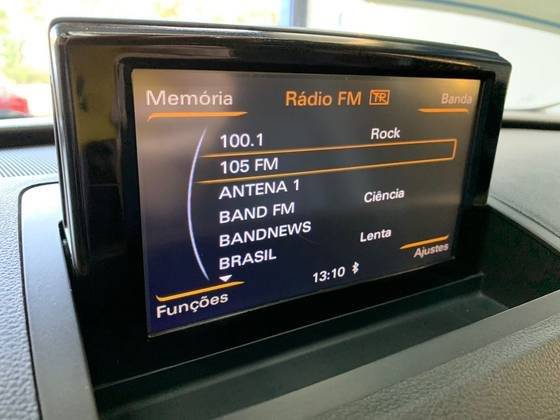 Memória Rádio FM TP Banda
100.1 Rock
105 FM
ANTENA 1
BAND FM Ciência
BANDNEWS
BRASIL Lenta
Funções 13:10 Ajustes